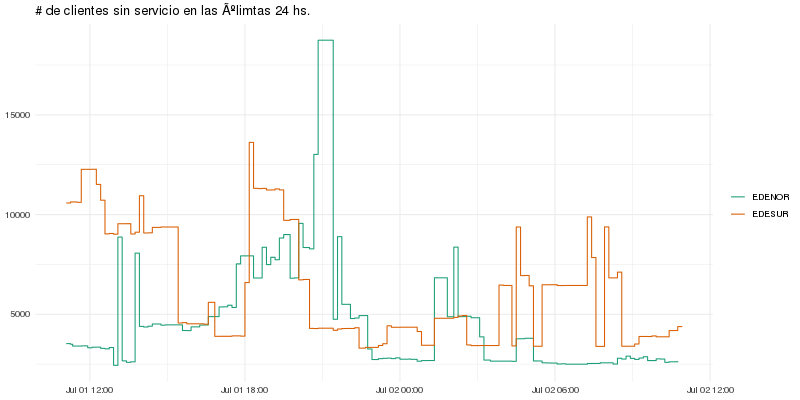 # de clientes sin servicio en las Ãºlimtas 24 hs.
15000
10000
5000
EDENOR
EDESUR
Jul 01 12:00
Jul 01 18:00
Jul 02 00:00
Jul 02 06:00
Jul 02 12:00